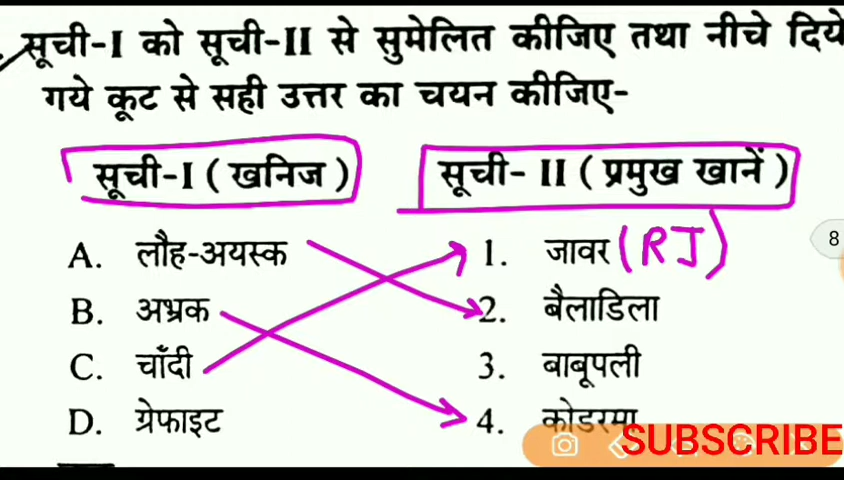 सूची-I को सूची-II से सुमेलित कीजिए तथा नीचे दिये
गये कूट से सही उत्तर का चयन कीजिए-
सूची-I ( खनिज ) सूची- II ( प्रमुख खानें )
A. लौह-अयस्क 1. जावर (RJ)
B. अभ्रक 2. बैलाडिला
C. चाँदी 3. बाबूपली
D. ग्रेफाइट 4. कोडरमा
8
SUBSCRIBE